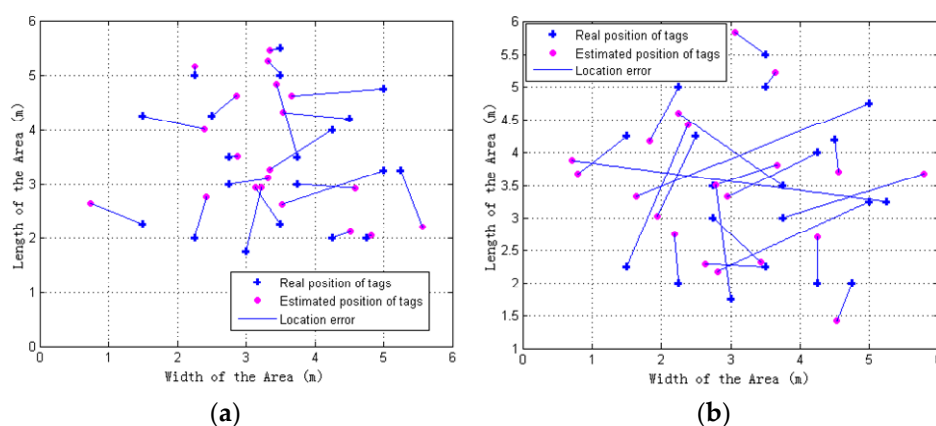 6
5
4
3
2
1
0
Length of the Area (m)
0 1 2 3 4 5 6
Width of the Area (m)
Real position of tags
Estimated position of tags
Location error
(a)
6
5.5
5
4.5
4
3.5
3
2.5
2
1.5
1
Length of the Area (m)
0 1 2 3 4 5
Width of the Area (m)
Real position of tags
Estimated position of tags
Location error
(b)